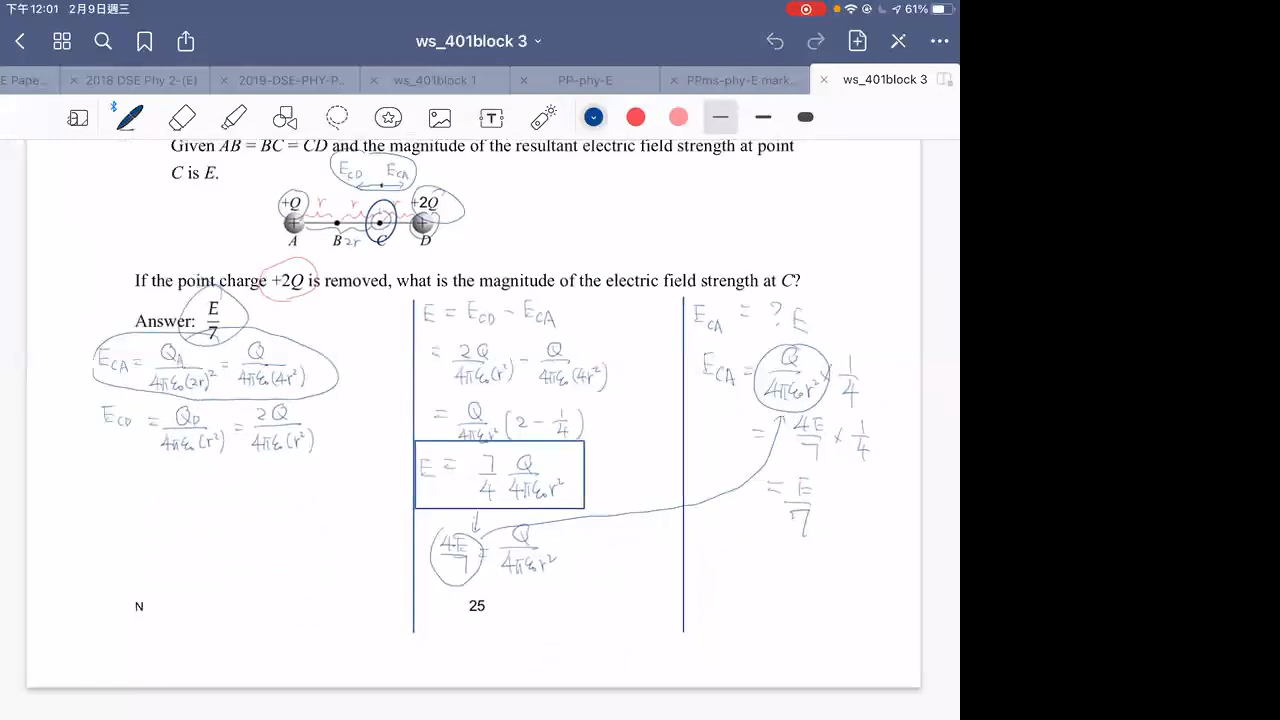 下午12:01 2月9日週三
61%
ws_401block 3
E Pape... × 2018 DSE Phy 2-(E) × 2019-DSE-PHY-P... × ws_401block 1 × PP-phy-E × PPms-phy-E mark... × ws_401block 3
Given AB = BC = CD and the magnitude of the resultant electric field strength at point
C is E.
E_CD E_CA
+Q r r +2Q
A B 2r C D
If the point charge +2Q is removed, what is the magnitude of the electric field strength at C?
Answer: E/7
E_CA = Q_A/4πε₀(2r)² = Q/4πε₀(4r²)
E_CD = Q_D/4πε₀(r²) = 2Q/4πε₀(r²)
E = E_CD − E_CA
= 2Q/4πε₀(r²) − Q/4πε₀(4r²)
= Q/4πε₀r² (2 − 1/4)
E = 7/4 Q/4πε₀r²
4E/7 = Q/4πε₀r²
E_CA = ? E
E_CA = Q/4πε₀r² × 1/4
= 4E/7 × 1/4
= E/7
N 25